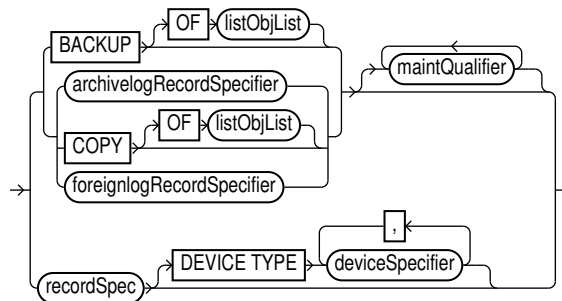 OF listObjList
BACKUP
maintQualifier
archivelogRecordSpecifier
OF listObjList
COPY
foreignlogRecordSpecifier
,
DEVICE TYPE deviceSpecifier
recordSpec